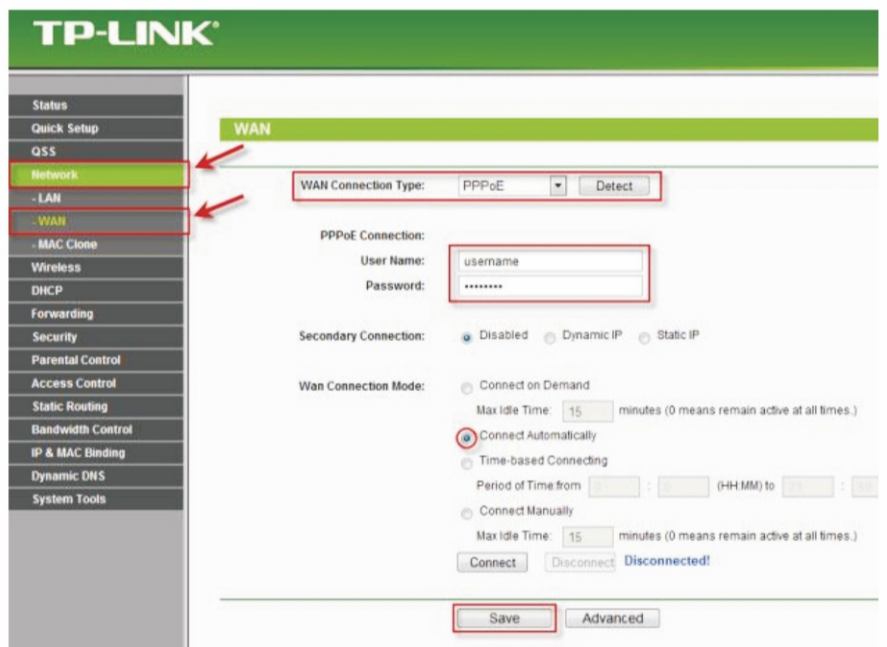 TP-LINK®
Status
Quick Setup
QSS
Network
- LAN
- WAN
- MAC Clone
Wireless
DHCP
Forwarding
Security
Parental Control
Access Control
Static Routing
Bandwidth Control
IP & MAC Binding
Dynamic DNS
System Tools
WAN
WAN Connection Type: PPPoE Detect
PPPoE Connection:
User Name: username
Password: ••••••••
Secondary Connection: Disabled Dynamic IP Static IP
Wan Connection Mode: Connect on Demand
Max Idle Time: 15 minutes (0 means remain active at all times.)
Connect Automatically
Time-based Connecting
Period of Time:from 0 : 0 (HH:MM) to 23 : 59
Connect Manually
Max Idle Time: 15 minutes (0 means remain active at all times.)
Connect Disconnect Disconnected!
Save Advanced